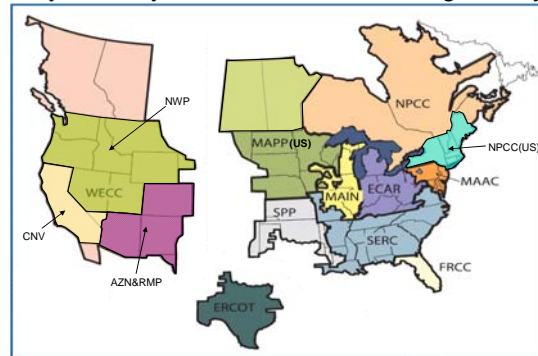 NWP
NPCC
MAPP(US)
NPCC(US)
WECC
MAIN
ECAR
MAAC
SPP
CNV
SERC
AZN&RMP
FRCC
ERCOT